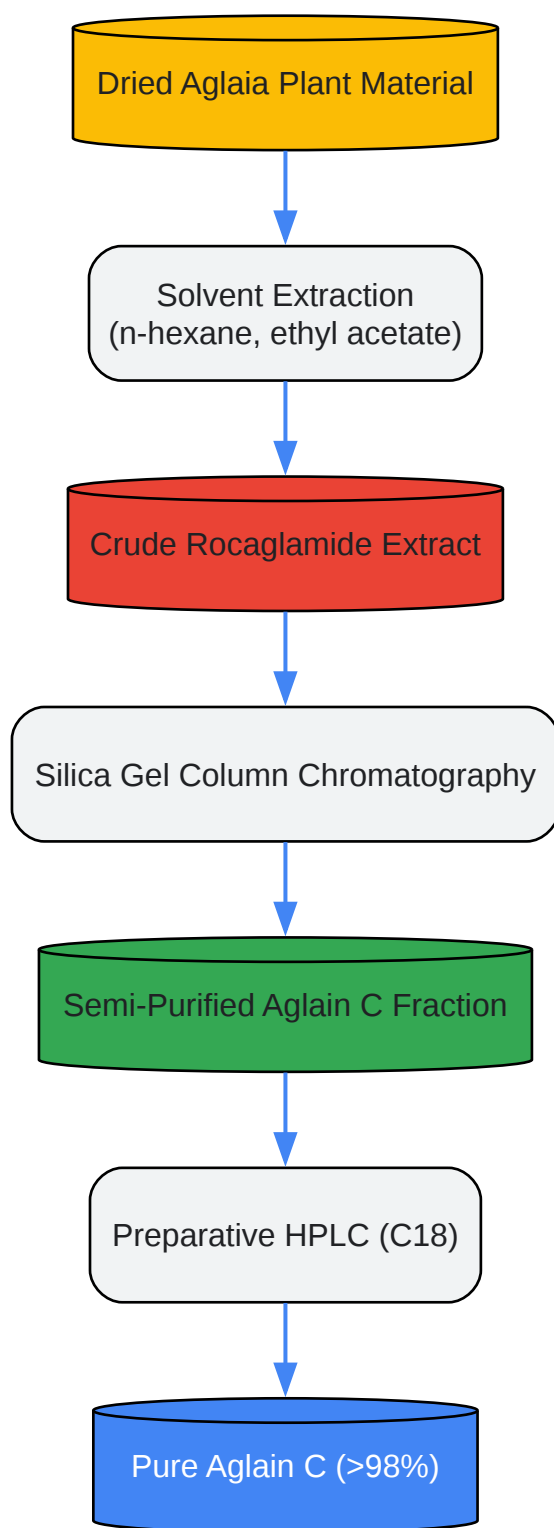 Dried Aglaia Plant Material
Solvent Extraction
(n-hexane, ethyl acetate)
Crude Rocaglamide Extract
Silica Gel Column Chromatography
Semi-Purified Aglain C Fraction
Preparative HPLC (C18)
Pure Aglain C (>98%)